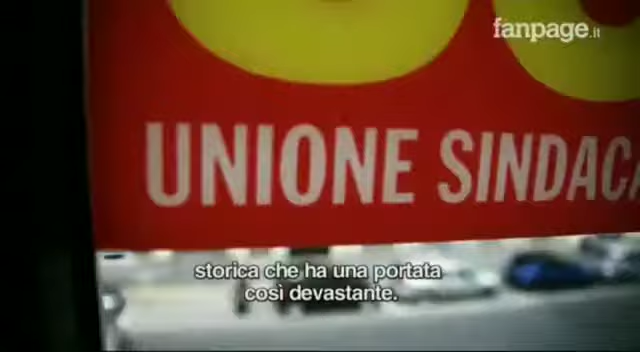 fanpage.it
UNIONE SINDACA
storica che ha una portata
così devastante.